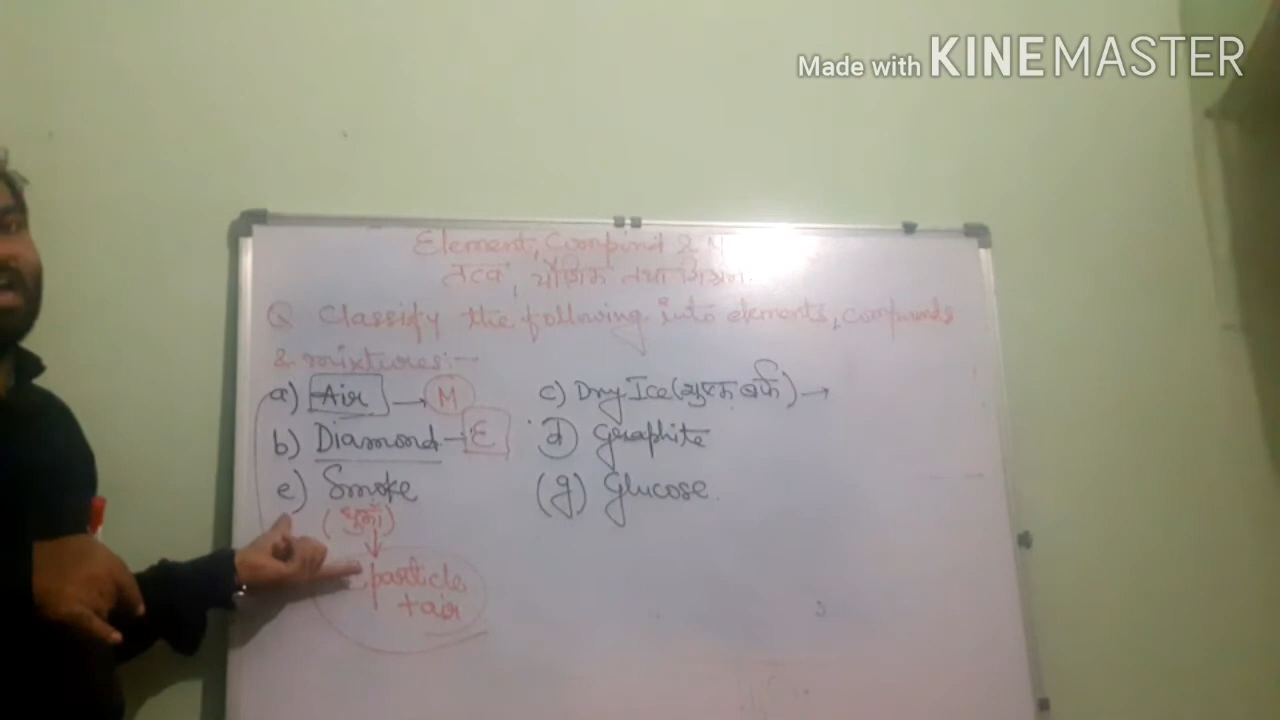 Made with KINEMASTER
Element, Compind & M
तत्व, यौगिक तथा मिश्रण
Q Classify the following into elements, compounds
& mixtures:-
a) Air → M
b) Diamond - E
e) Smoke
(धुआँ)
↓
C particle
+ air
c) Dry Ice (शुष्क बर्फ) →
d) Graphite
(g) Glucose.